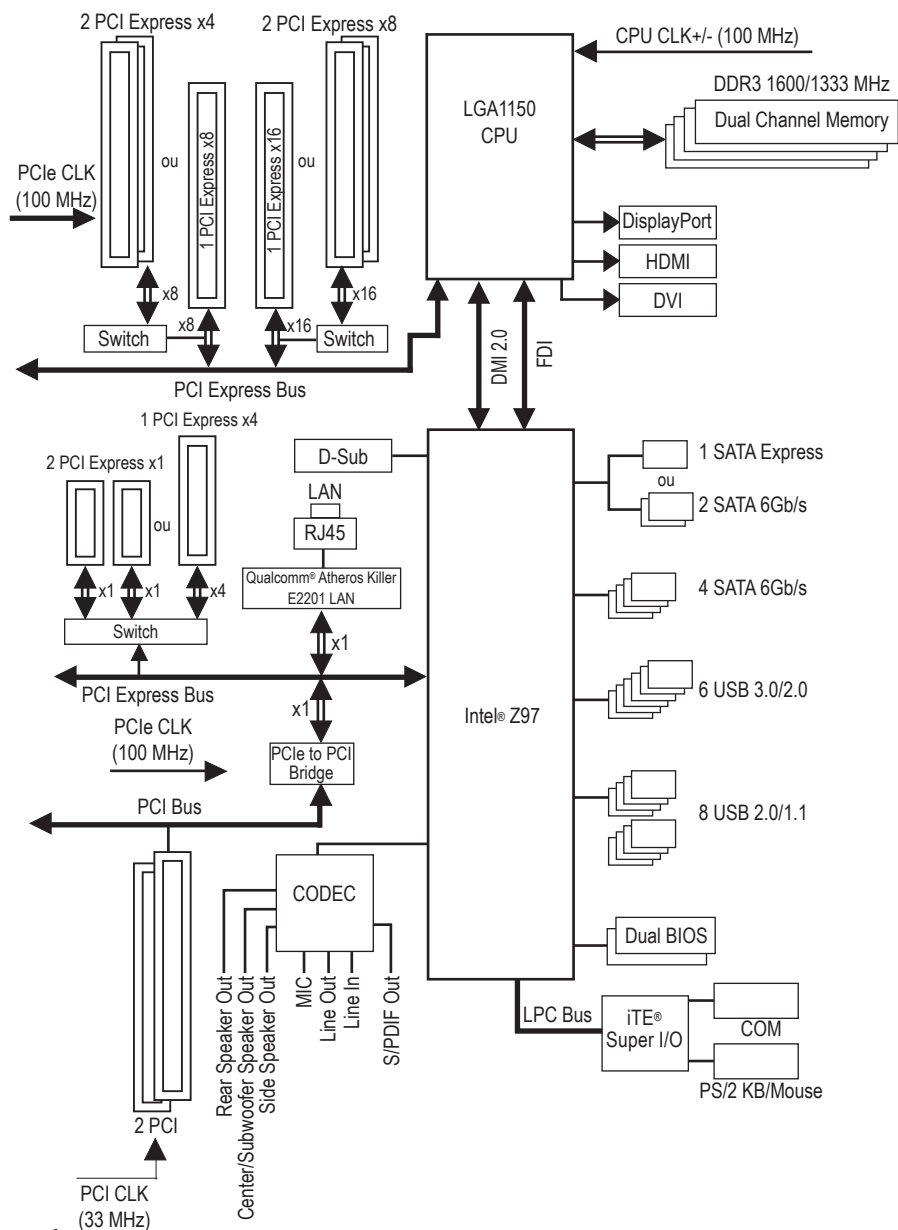 2 PCI Express x4
2 PCI Express x8
CPU CLK+/- (100 MHz)
LGA1150
CPU
DDR3 1600/1333 MHz
Dual Channel Memory
ou
1 PCI Express x8
1 PCI Express x16
ou
PCIe CLK
(100 MHz)
DisplayPort
HDMI
DVI
x8
x16
Switch
x8
x16
Switch
PCI Express Bus
DMI 2.0
FDI
1 PCI Express x4
2 PCI Express x1
ou
D-Sub
LAN
RJ45
Qualcomm® Atheros Killer
E2201 LAN
1 SATA Express
ou
2 SATA 6Gb/s
x1
x1
x4
Switch
x1
4 SATA 6Gb/s
PCI Express Bus
x1
Intel® Z97
6 USB 3.0/2.0
PCIe CLK
(100 MHz)
PCIe to PCI
Bridge
PCI Bus
8 USB 2.0/1.1
CODEC
Dual BIOS
Rear Speaker Out
Center/Subwoofer Speaker Out
Side Speaker Out
MIC
Line Out
Line In
S/PDIF Out
LPC Bus
iTE®
Super I/O
COM
PS/2 KB/Mouse
2 PCI
PCI CLK
(33 MHz)